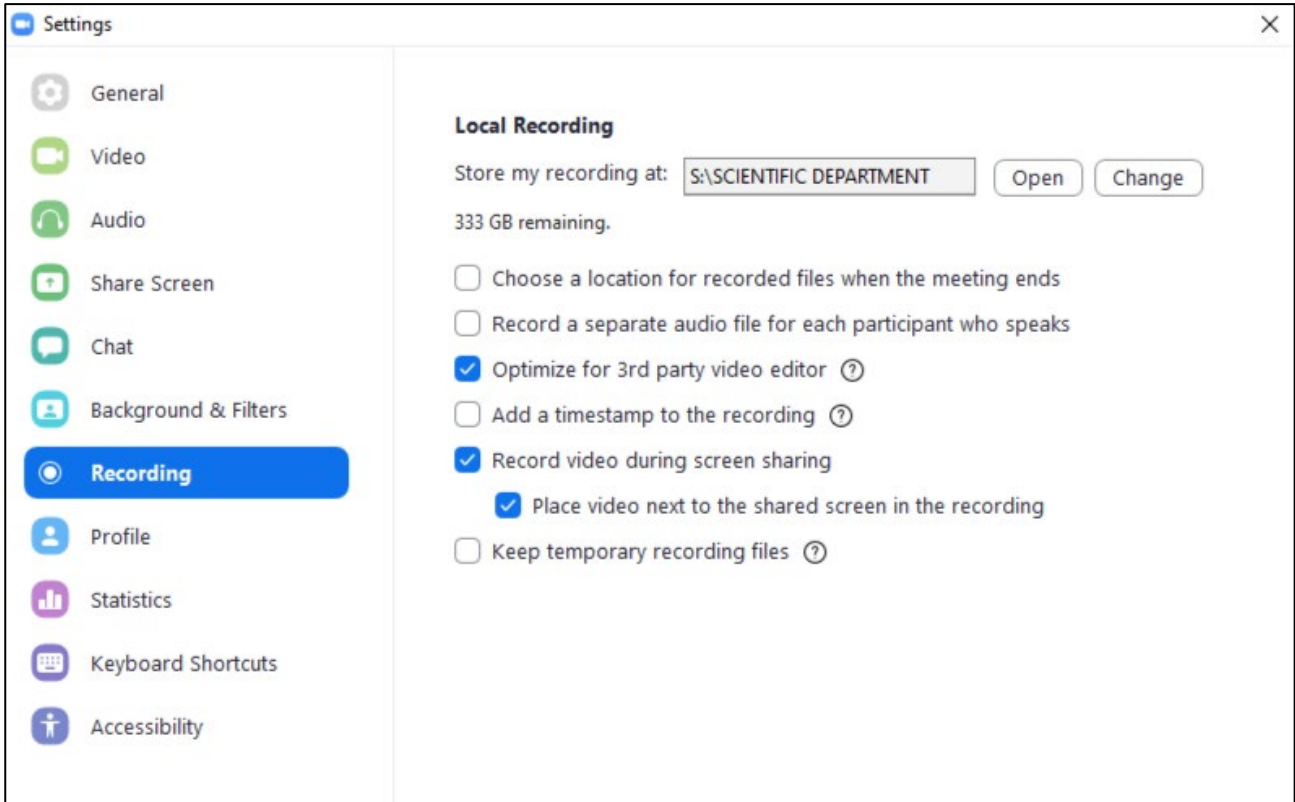 Settings
General
Video
Audio
Share Screen
Chat
Background & Filters
Recording
Profile
Statistics
Keyboard Shortcuts
Accessibility
Local Recording
Store my recording at: S:\SCIENTIFIC DEPARTMENT Open Change
333 GB remaining.
Choose a location for recorded files when the meeting ends
Record a separate audio file for each participant who speaks
Optimize for 3rd party video editor ?
Add a timestamp to the recording ?
Record video during screen sharing
Place video next to the shared screen in the recording
Keep temporary recording files ?